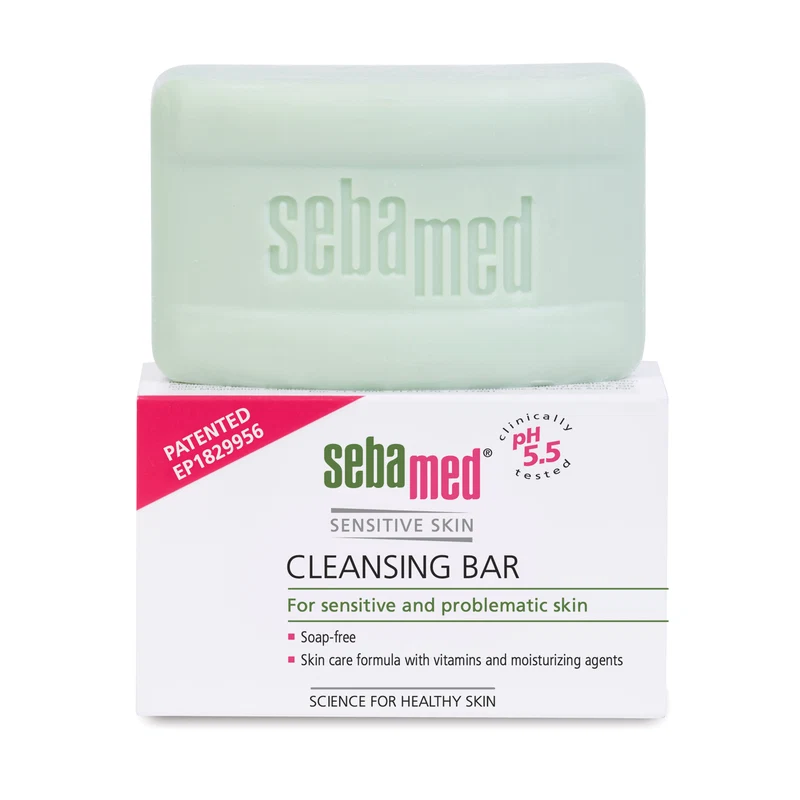 sebamed
PATENTED
EP1829956
sebamed®
clinically
pH
5.5
tested
SENSITIVE SKIN
CLEANSING BAR
For sensitive and problematic skin
Soap-free
Skin care formula with vitamins and moisturizing agents
SCIENCE FOR HEALTHY SKIN